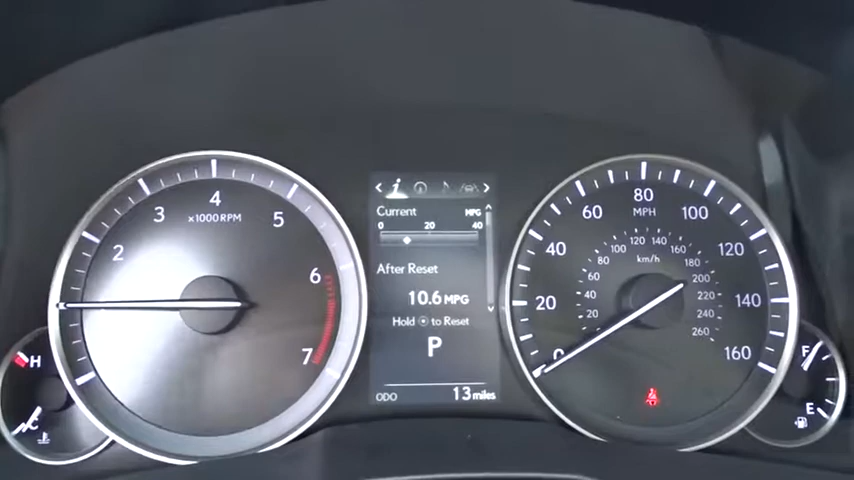 2
3
4
5
6
7
x1000RPM
H
C
Current MPG
0 20 40
After Reset
10.6 MPG
Hold to Reset
P
ODO 13 miles
0
20
40
60
80
100
120
140
160
MPH
20
40
60
80
100
120
140
160
180
200
220
240
260
km/h
F
E